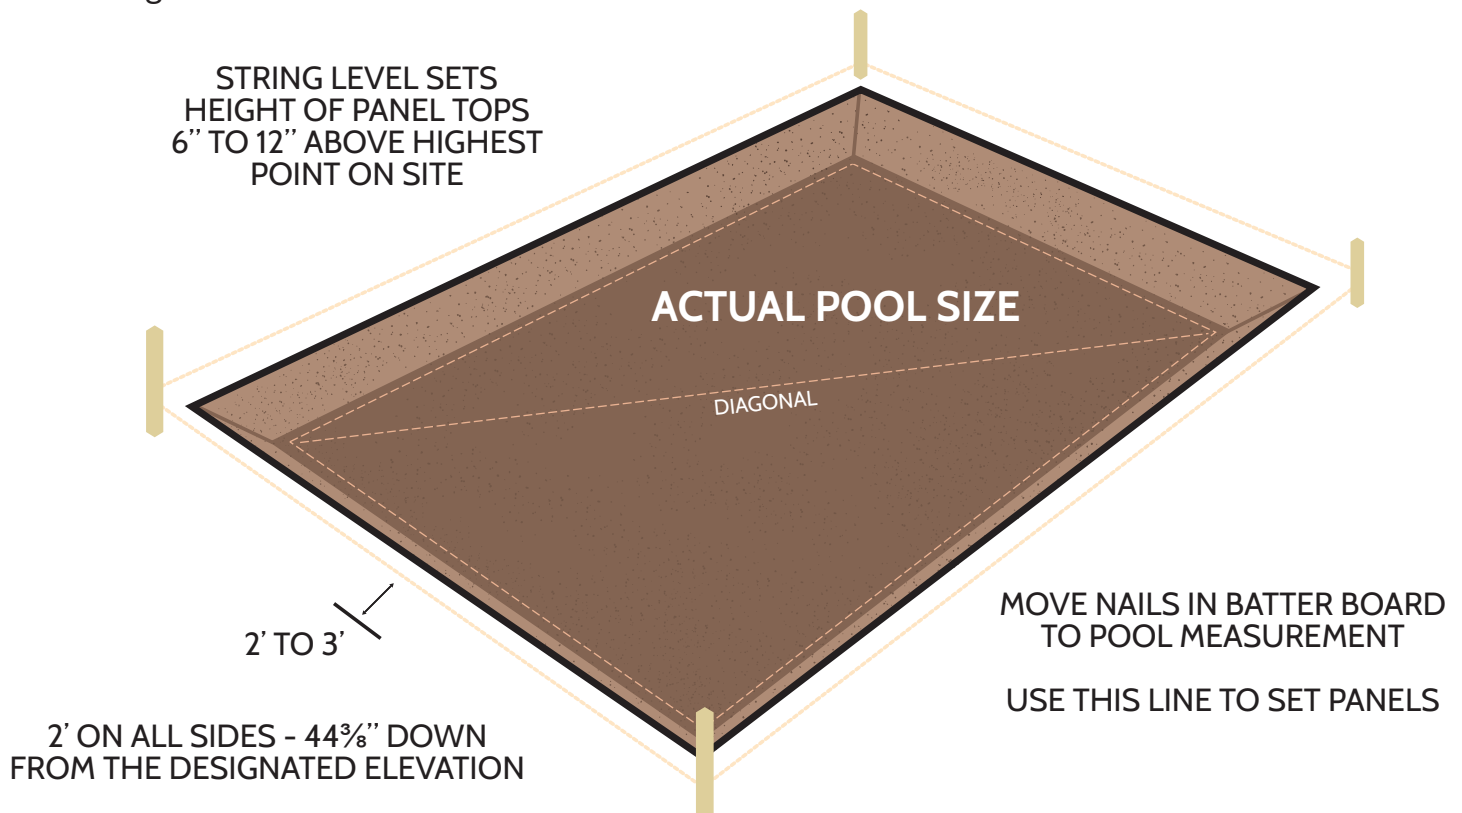 STRING LEVEL SETS
HEIGHT OF PANEL TOPS
6’’ TO 12’’ ABOVE HIGHEST
POINT ON SITE
ACTUAL POOL SIZE
DIAGONAL
2’ TO 3’
MOVE NAILS IN BATTER BOARD
TO POOL MEASUREMENT
USE THIS LINE TO SET PANELS
2’ ON ALL SIDES - 44⅜’’ DOWN
FROM THE DESIGNATED ELEVATION